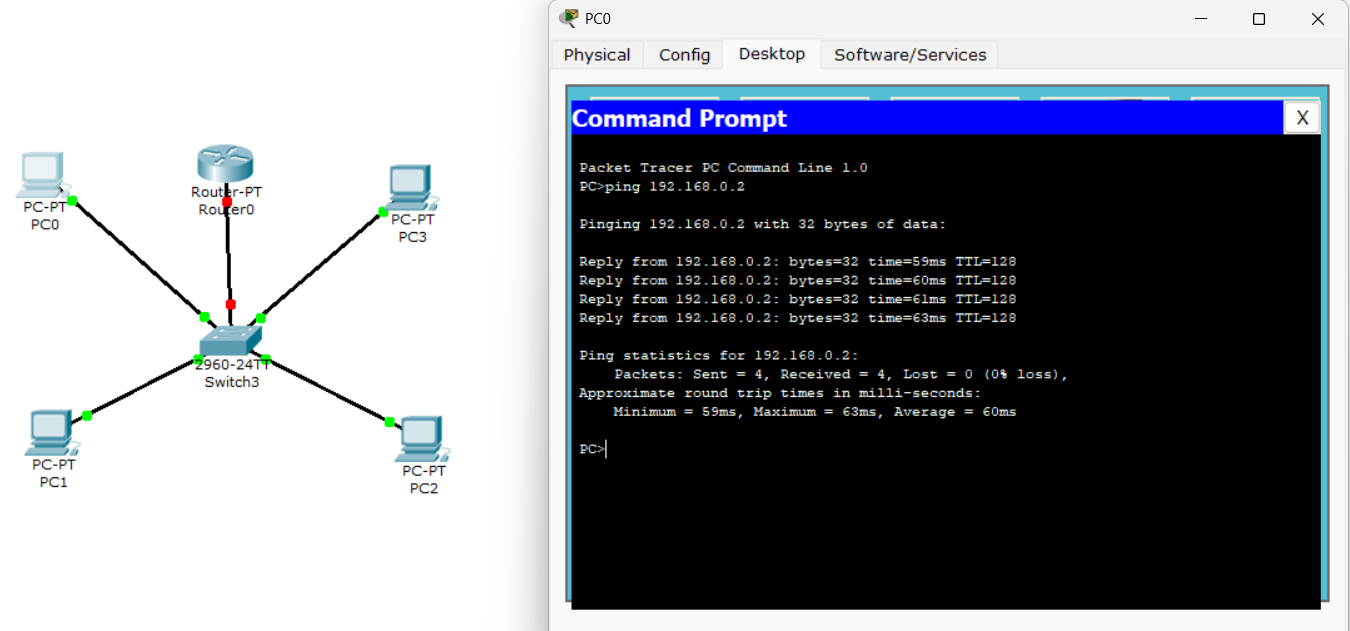 PC-PT
PC0
Router-PT
Router0
PC-PT
PC3
2960-24TT
Switch3
PC-PT
PC1
PC-PT
PC2
PC0
Physical Config Desktop Software/Services
Command Prompt X
Packet Tracer PC Command Line 1.0
PC>ping 192.168.0.2
Pinging 192.168.0.2 with 32 bytes of data:
Reply from 192.168.0.2: bytes=32 time=59ms TTL=128
Reply from 192.168.0.2: bytes=32 time=60ms TTL=128
Reply from 192.168.0.2: bytes=32 time=61ms TTL=128
Reply from 192.168.0.2: bytes=32 time=63ms TTL=128
Ping statistics for 192.168.0.2:
Packets: Sent = 4, Received = 4, Lost = 0 (0% loss),
Approximate round trip times in milli-seconds:
Minimum = 59ms, Maximum = 63ms, Average = 60ms
PC>